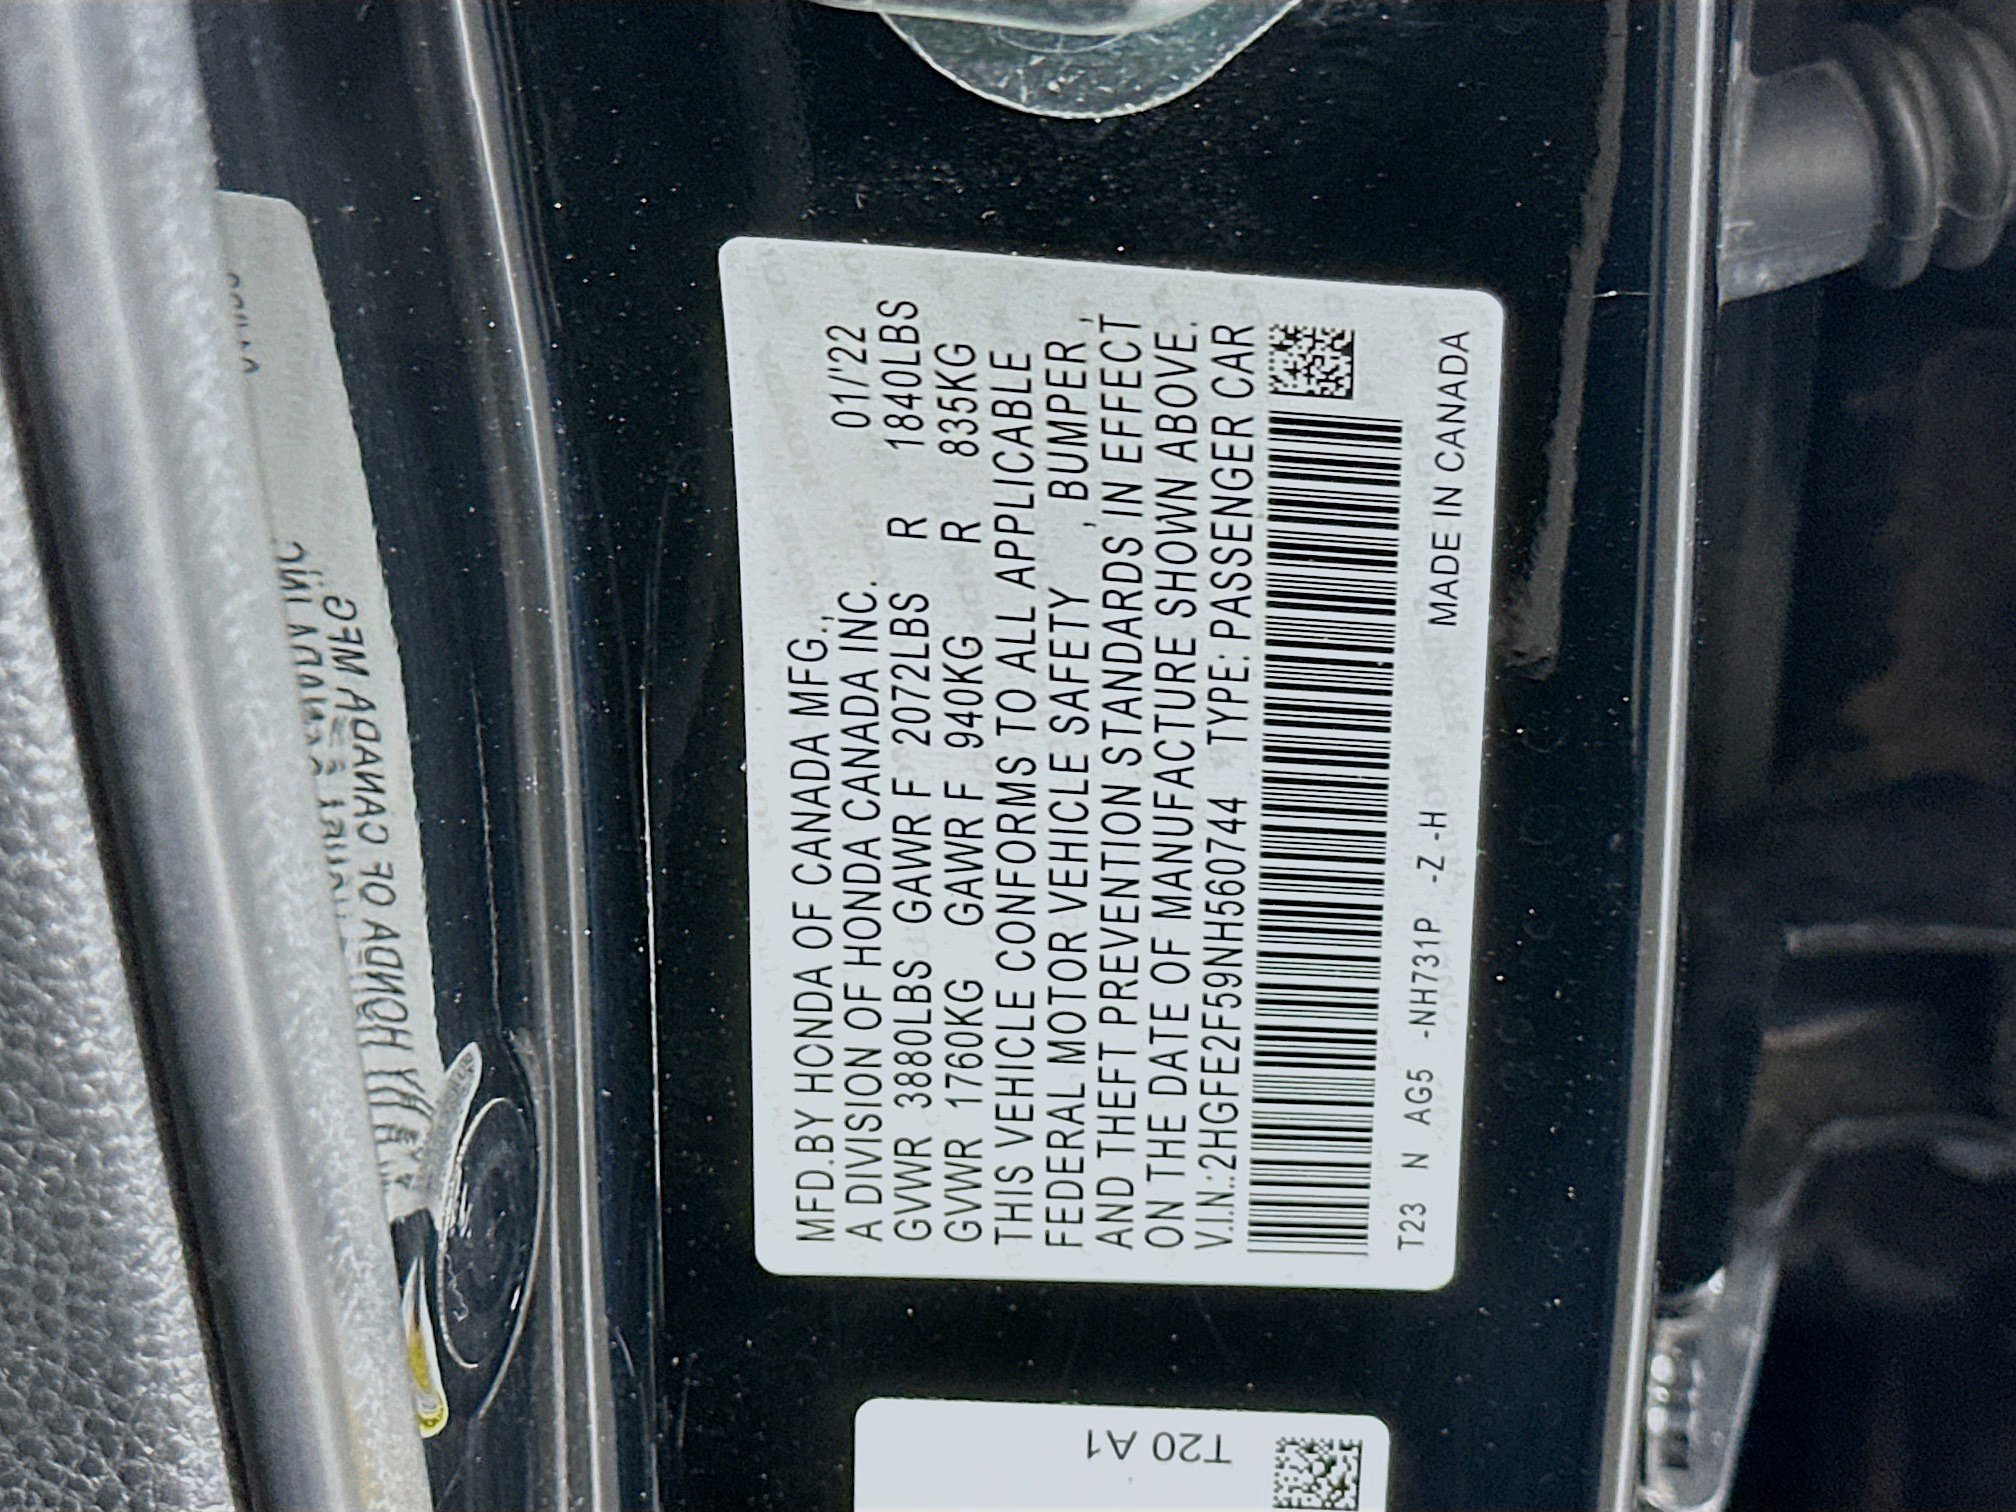 MFD.BY HONDA OF CANADA MFG.,
A DIVISION OF HONDA CANADA INC. 01/'22
GVWR 3880LBS GAWR F 2072LBS R 1840LBS
GVWR 1760KG GAWR F 940KG R 835KG
THIS VEHICLE CONFORMS TO ALL APPLICABLE
FEDERAL MOTOR VEHICLE SAFETY , BUMPER ,
AND THEFT PREVENTION STANDARDS IN EFFECT
ON THE DATE OF MANUFACTURE SHOWN ABOVE.
V.I.N.:2HGFE2F59NH560744 TYPE: PASSENGER CAR
T23 N AG5 -NH731P -Z -H MADE IN CANADA
T20 A1